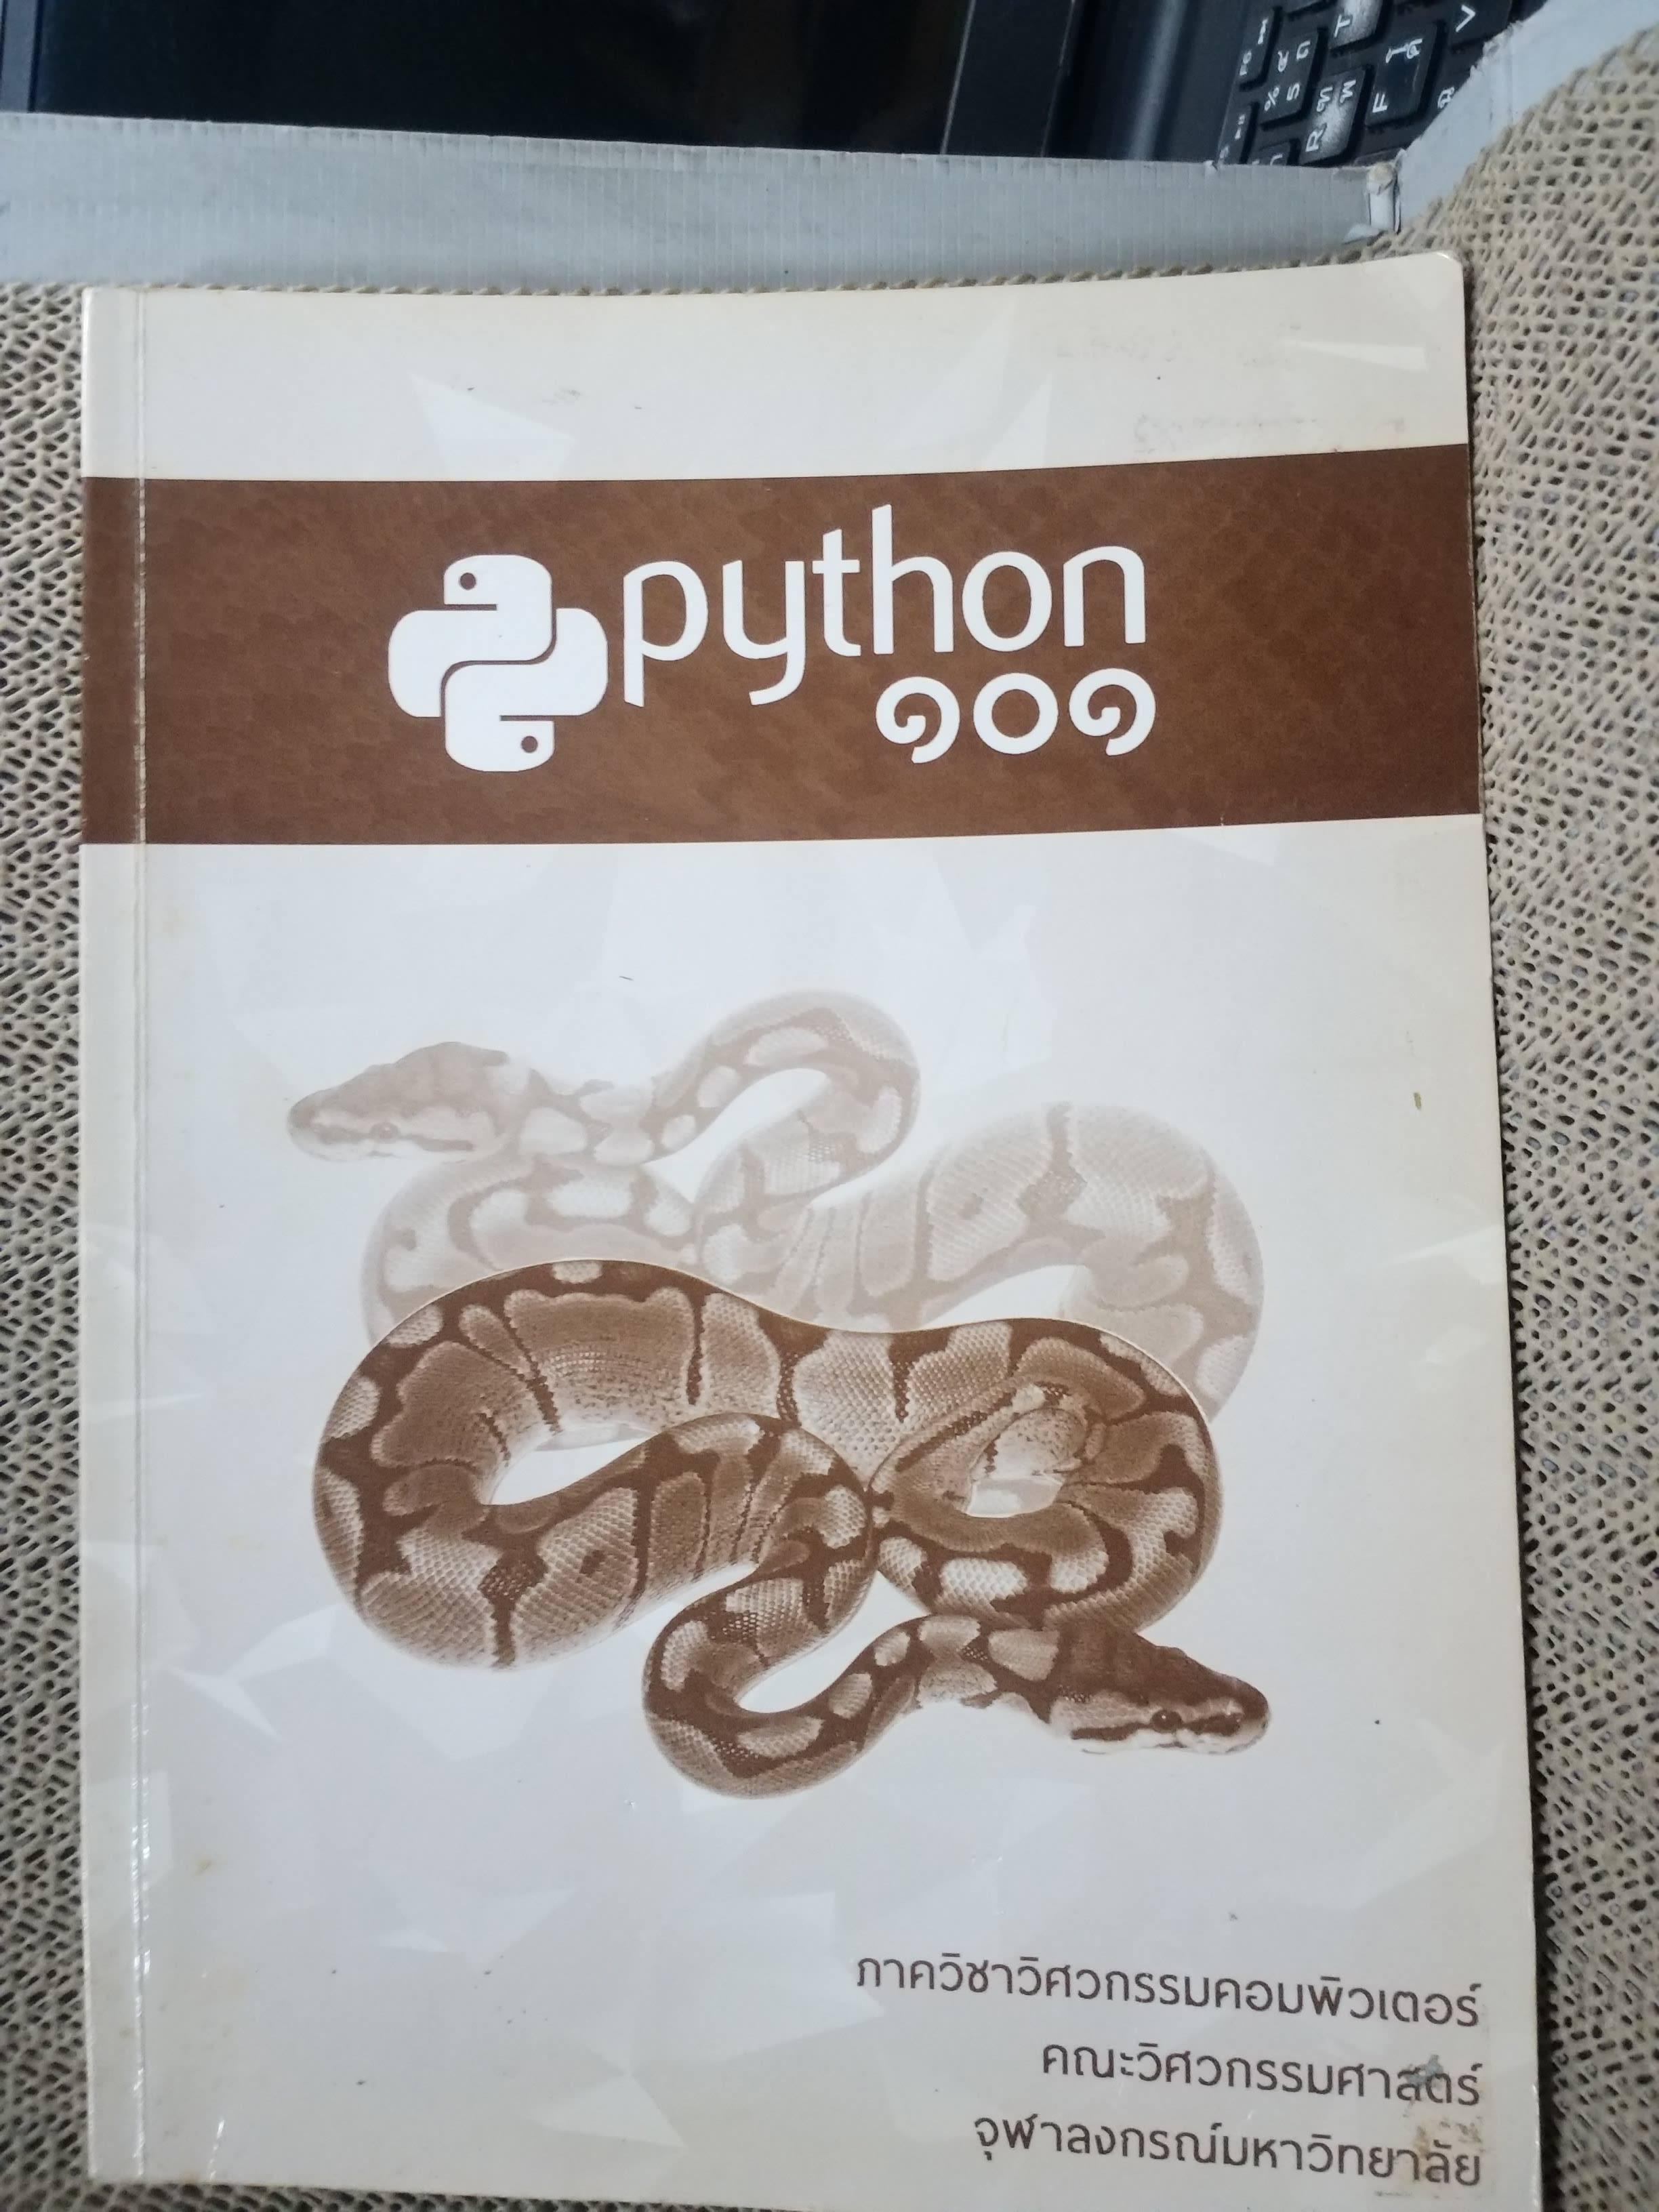 python
๑๐๑
ภาควิชาวิศวกรรมคอมพิวเตอร์
คณะวิศวกรรมศาสตร์
จุฬาลงกรณ์มหาวิทยาลัย